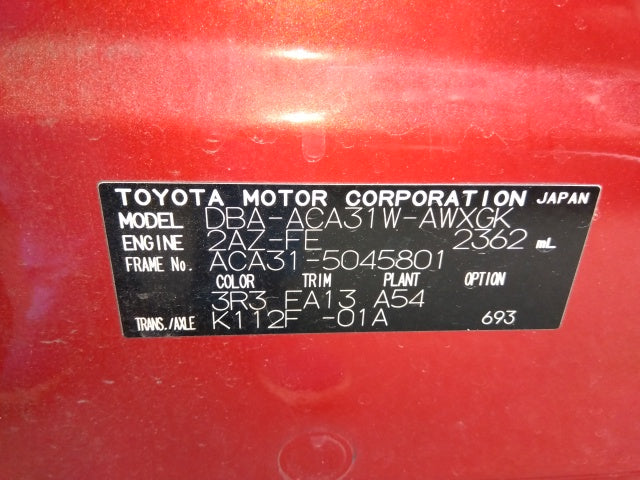 TOYOTA MOTOR CORPORATION JAPAN
MODEL DBA-ACA31W-AWXGK
ENGINE 2AZ-FE 2362 mL
FRAME No. ACA31-5045801
COLOR TRIM PLANT OPTION
3R3 FA13 A54
TRANS./AXLE K112F -01A 693